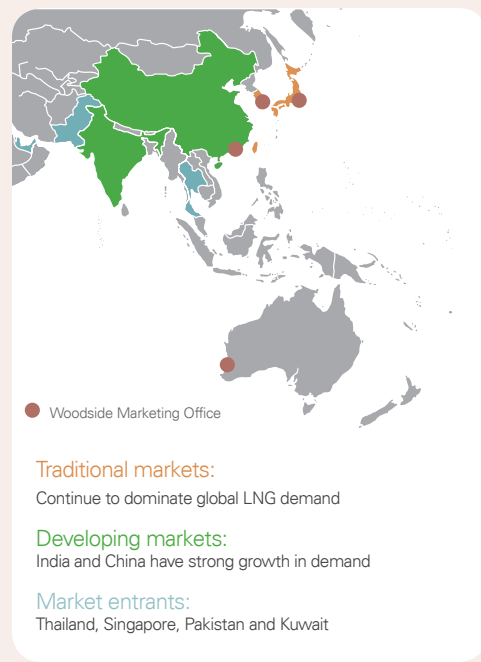 Woodside Marketing Office
Traditional markets:
Continue to dominate global LNG demand
Developing markets:
India and China have strong growth in demand
Market entrants:
Thailand, Singapore, Pakistan and Kuwait